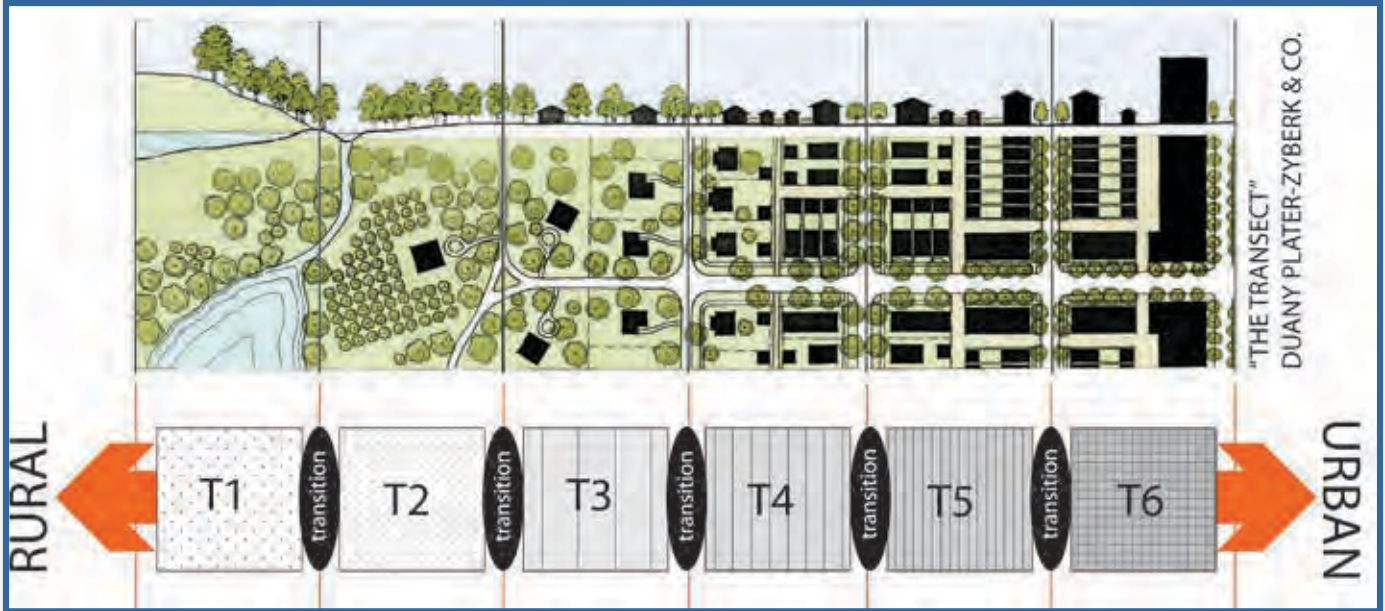 "THE TRANSECT"
DUANY PLATER-ZYBERK & CO.
RURAL
T1
transition
T2
transition
T3
transition
T4
transition
T5
transition
T6
URBAN